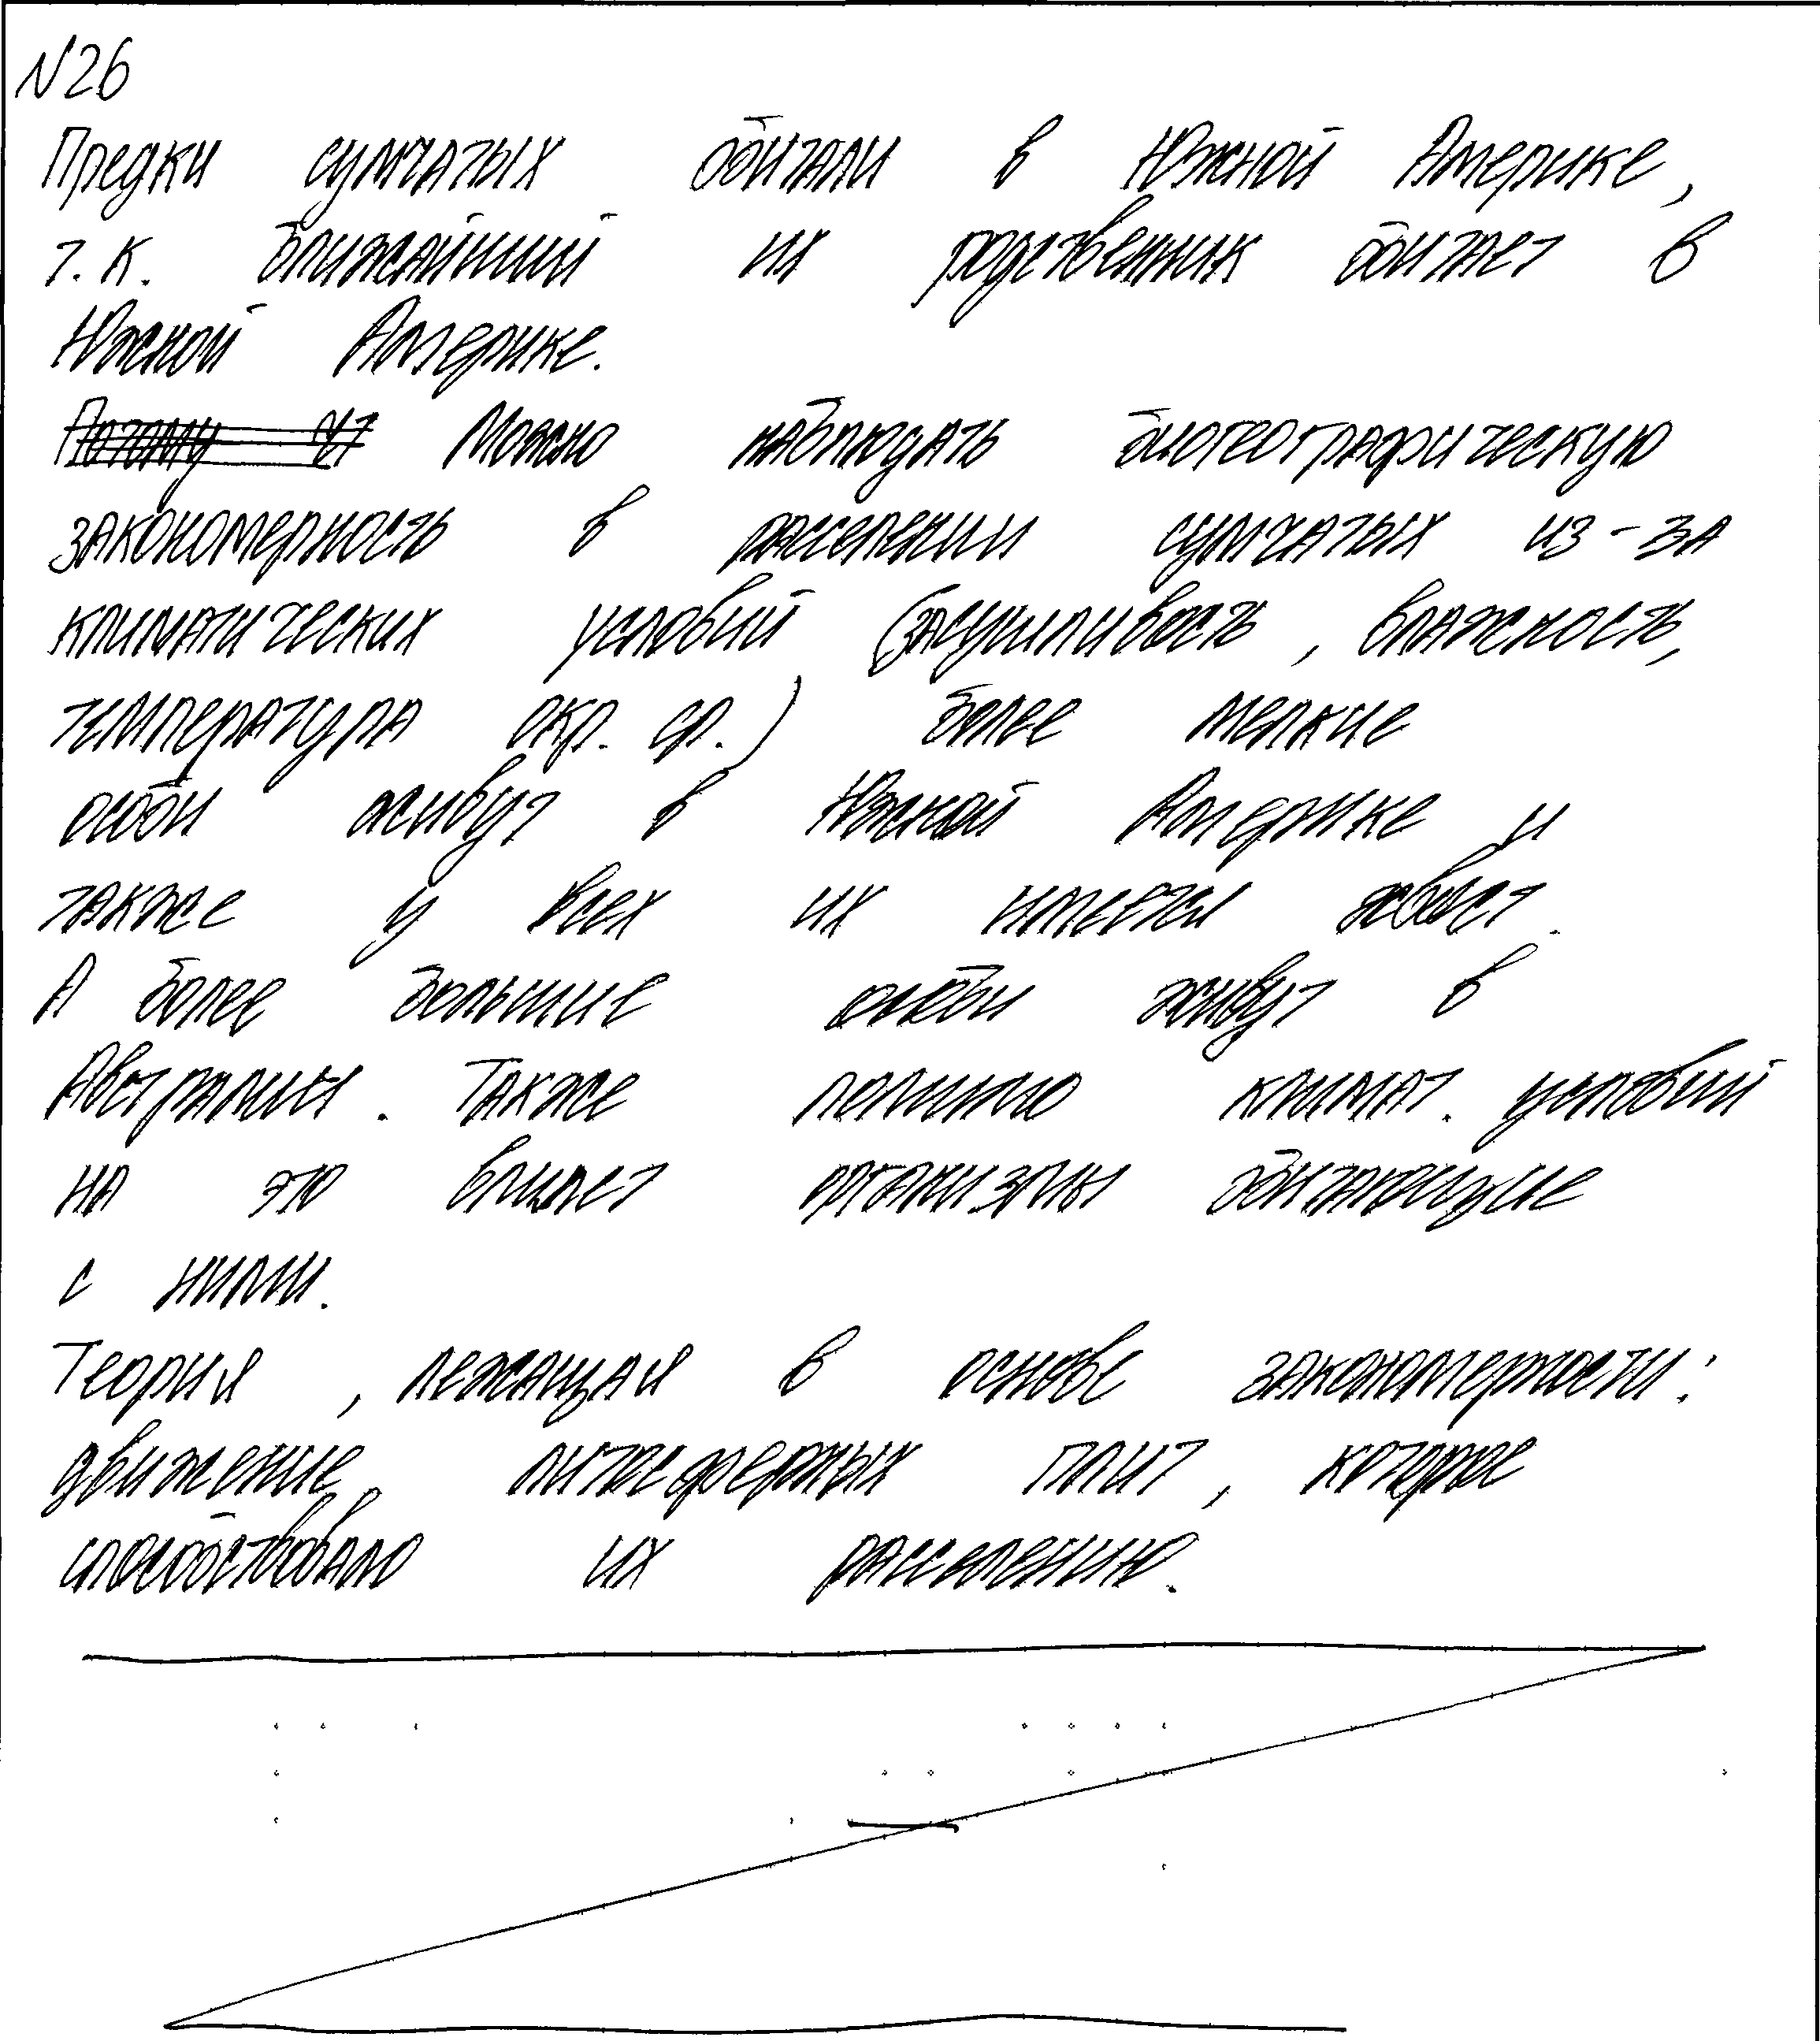 N26
Предки сумчатых обитали в Южной Америке,
т.к. ближайший их родственник обитает в
Южной Америке.
Можно наблюдать биогеографическую
закономерность в расселении сумчатых из-за
климатических условий (засушливость, влажность,
температура окр. ср.) более мелкие
особи живут в Южной Америке и
также у всех их имеется хвост.
А более большие особи живут в
Австралии. Также помимо климат. условий
на это влияет организмы обитающие
с ними.
Теория, лежащая в основе закономерности:
движение литосферных плит, которое
способствовало их расселению.